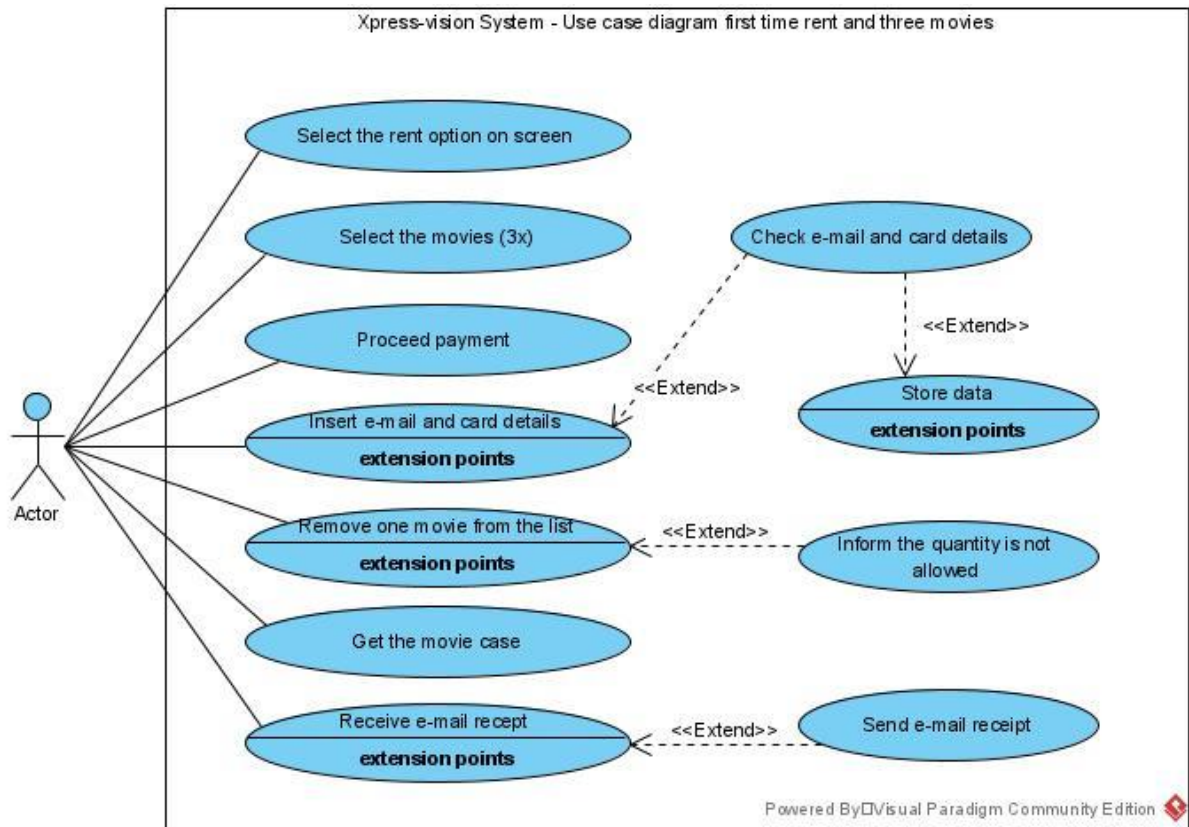 Xpress-vision System - Use case diagram first time rent and three movies
Select the rent option on screen
Select the movies (3x)
Check e-mail and card details
Proceed payment
<<Extend>>
<<Extend>>
Store data
extension points
Insert e-mail and card details
extension points
Actor
Remove one movie from the list
extension points
<<Extend>>
Inform the quantity is not
allowed
Get the movie case
Receive e-mail recept
extension points
<<Extend>>
Send e-mail receipt
Powered By□Visual Paradigm Community Edition